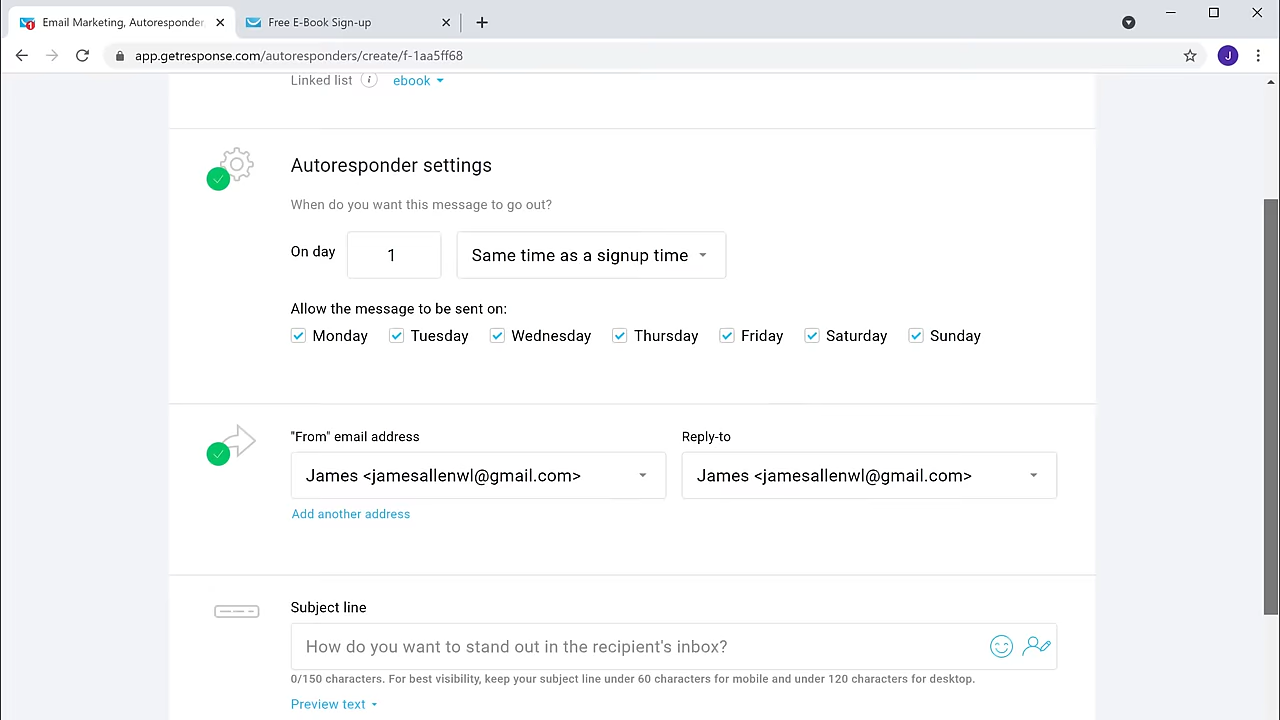 Email Marketing, Autoresponder
Free E-Book Sign-up
app.getresponse.com/autoresponders/create/f-1aa5ff68
J
Linked list i ebook
Autoresponder settings
When do you want this message to go out?
On day 1 Same time as a signup time
Allow the message to be sent on:
Monday Tuesday Wednesday Thursday Friday Saturday Sunday
"From" email address Reply-to
James <jamesallenwl@gmail.com> James <jamesallenwl@gmail.com>
Add another address
Subject line
How do you want to stand out in the recipient's inbox?
0/150 characters. For best visibility, keep your subject line under 60 characters for mobile and under 120 characters for desktop.
Preview text